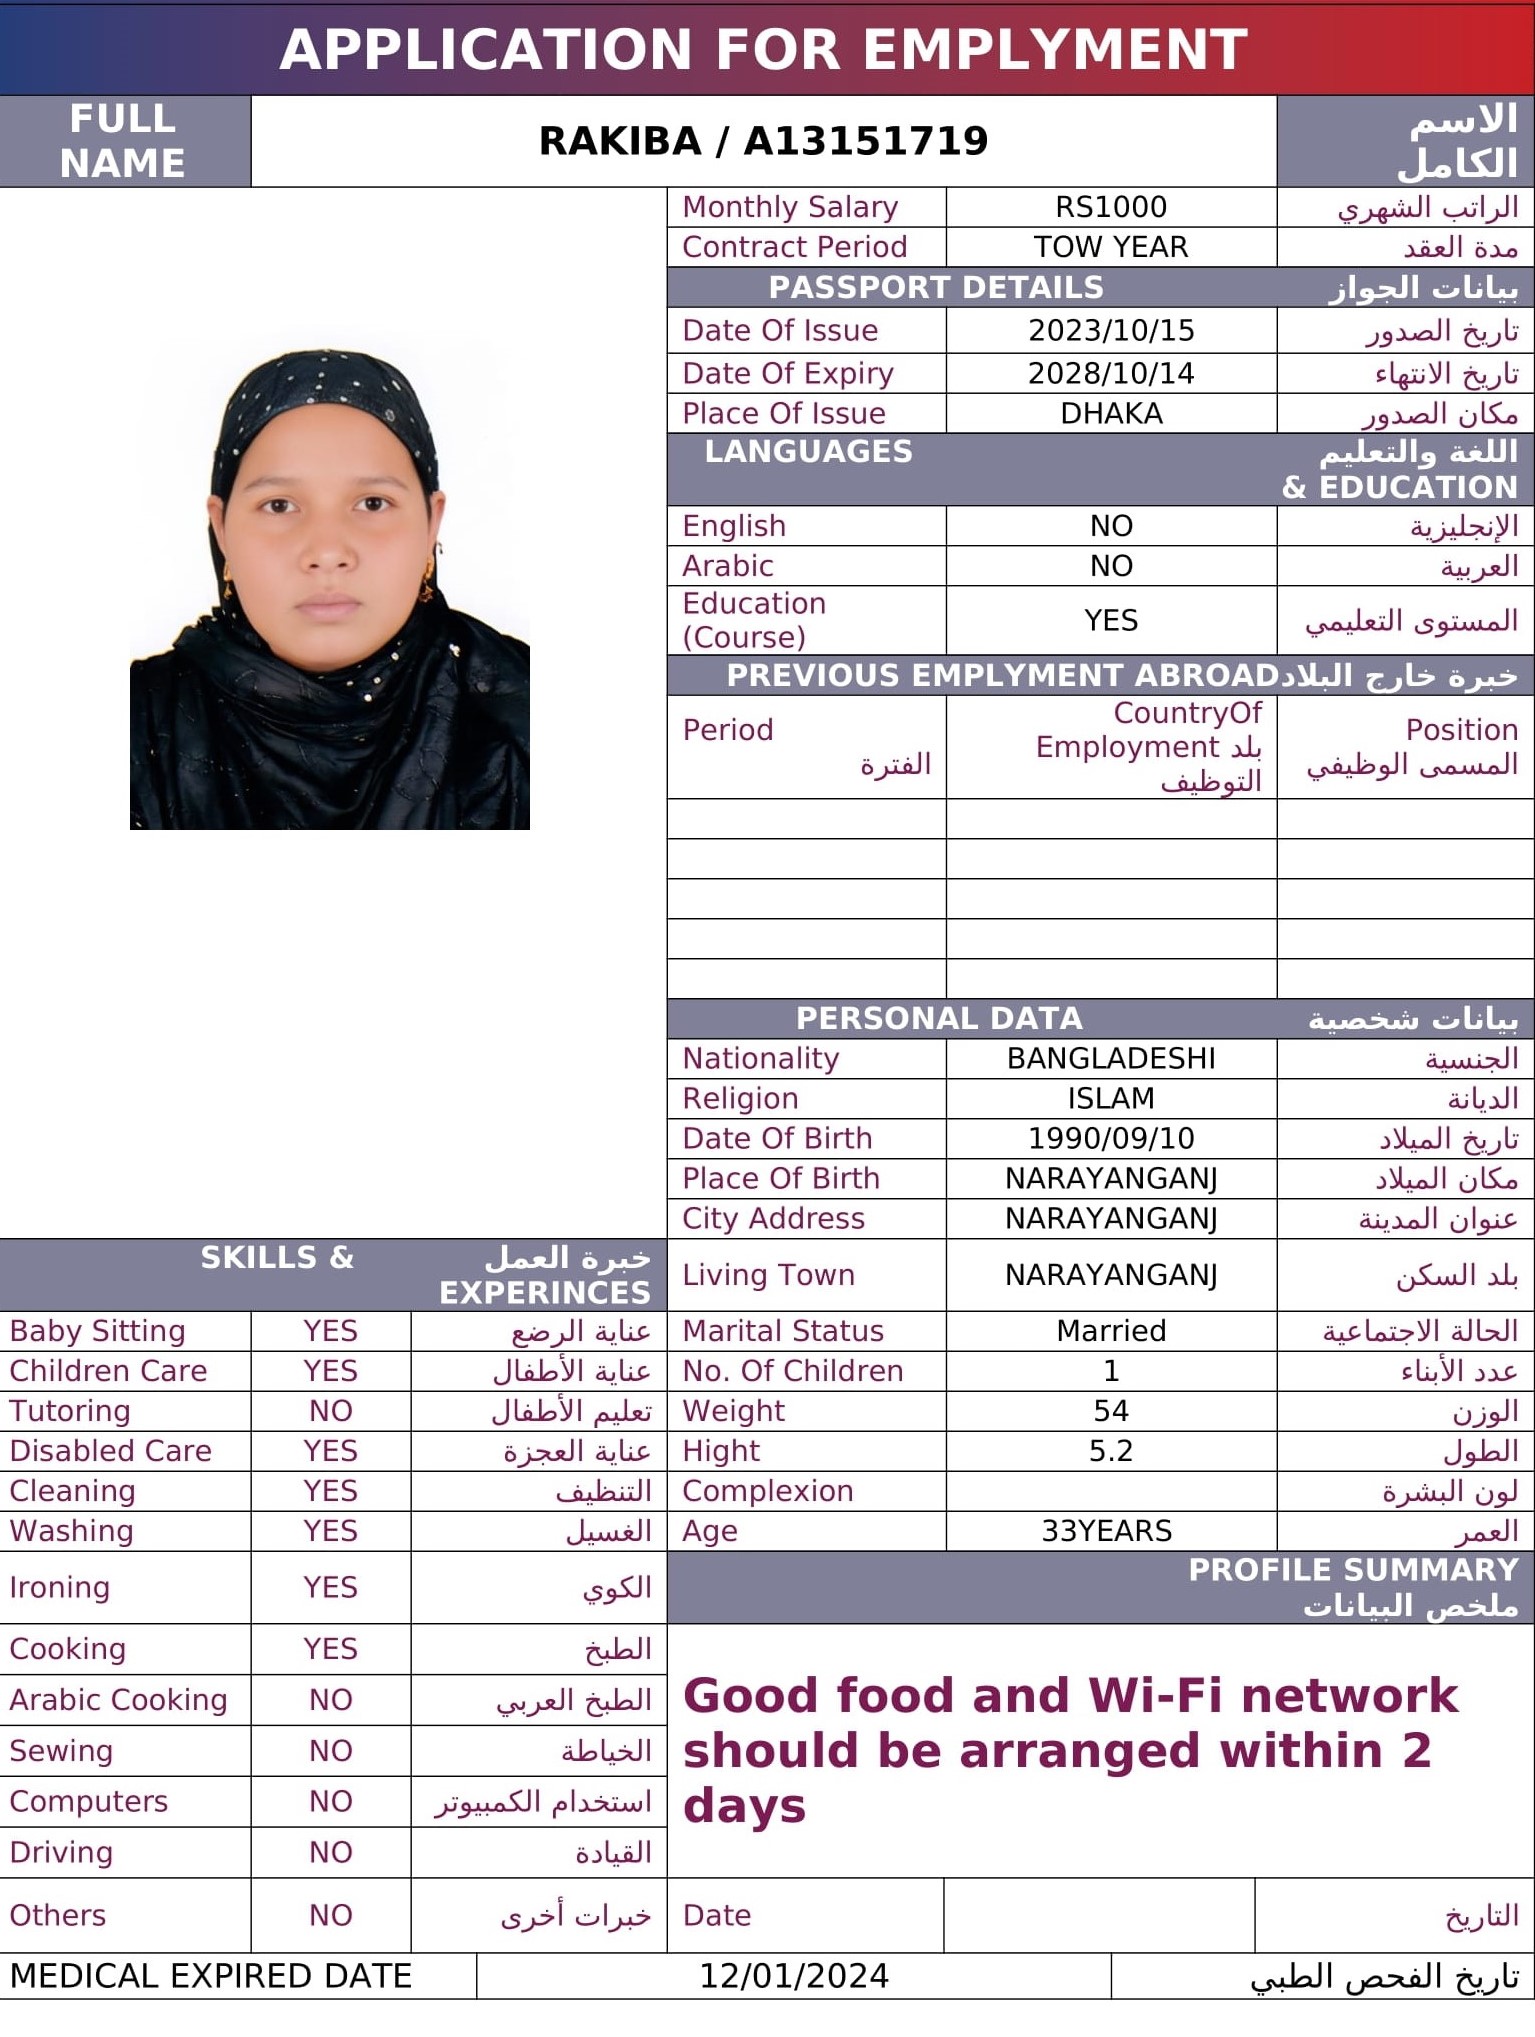 APPLICATION FOR EMPLYMENT
FULL NAME
RAKIBA / A13151719
الاسم الكامل
Monthly Salary RS1000 الراتب الشهري
Contract Period TOW YEAR مدة العقد
PASSPORT DETAILS بيانات الجواز
Date Of Issue 2023/10/15 تاريخ الصدور
Date Of Expiry 2028/10/14 تاريخ الانتهاء
Place Of Issue DHAKA مكان الصدور
LANGUAGES اللغة والتعليم
& EDUCATION
English NO الإنجليزية
Arabic NO العربية
Education (Course) YES المستوى التعليمي
PREVIOUS EMPLYMENT ABROAD خبرة خارج البلاد
Period
الفترة
CountryOf
Employment بلد
التوظيف
Position
المسمى الوظيفي
PERSONAL DATA بيانات شخصية
Nationality BANGLADESHI الجنسية
Religion ISLAM الديانة
Date Of Birth 1990/09/10 تاريخ الميلاد
Place Of Birth NARAYANGANJ مكان الميلاد
City Address NARAYANGANJ عنوان المدينة
Living Town NARAYANGANJ بلد السكن
Marital Status Married الحالة الاجتماعية
No. Of Children 1 عدد الأبناء
Weight 54 الوزن
Hight 5.2 الطول
Complexion لون البشرة
Age 33YEARS العمر
SKILLS & خبرة العمل
EXPERINCES
Baby Sitting YES عناية الرضع
Children Care YES عناية الأطفال
Tutoring NO تعليم الأطفال
Disabled Care YES عناية العجزة
Cleaning YES التنظيف
Washing YES الغسيل
Ironing YES الكوي
Cooking YES الطبخ
Arabic Cooking NO الطبخ العربي
Sewing NO الخياطة
Computers NO استخدام الكمبيوتر
Driving NO القيادة
Others NO خبرات أخرى
PROFILE SUMMARY
ملخص البيانات
Good food and Wi-Fi network
should be arranged within 2
days
Date التاريخ
MEDICAL EXPIRED DATE 12/01/2024 تاريخ الفحص الطبي